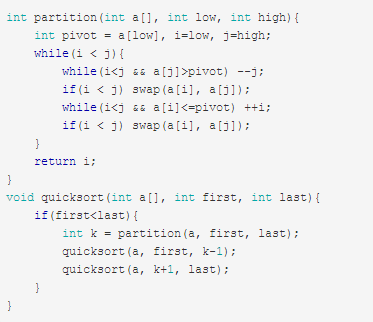 int partition(int a[], int low, int high){
    int pivot = a[low], i=low, j=high;
    while(i < j){
        while(i<j && a[j]>pivot) --j;
        if(i < j) swap(a[i], a[j]);
        while(i<j && a[i]<=pivot) ++i;
        if(i < j) swap(a[i], a[j]);
    }
    return i;
}
void quicksort(int a[], int first, int last){
    if(first<last){
        int k = partition(a, first, last);
        quicksort(a, first, k-1);
        quicksort(a, k+1, last);
    }
}